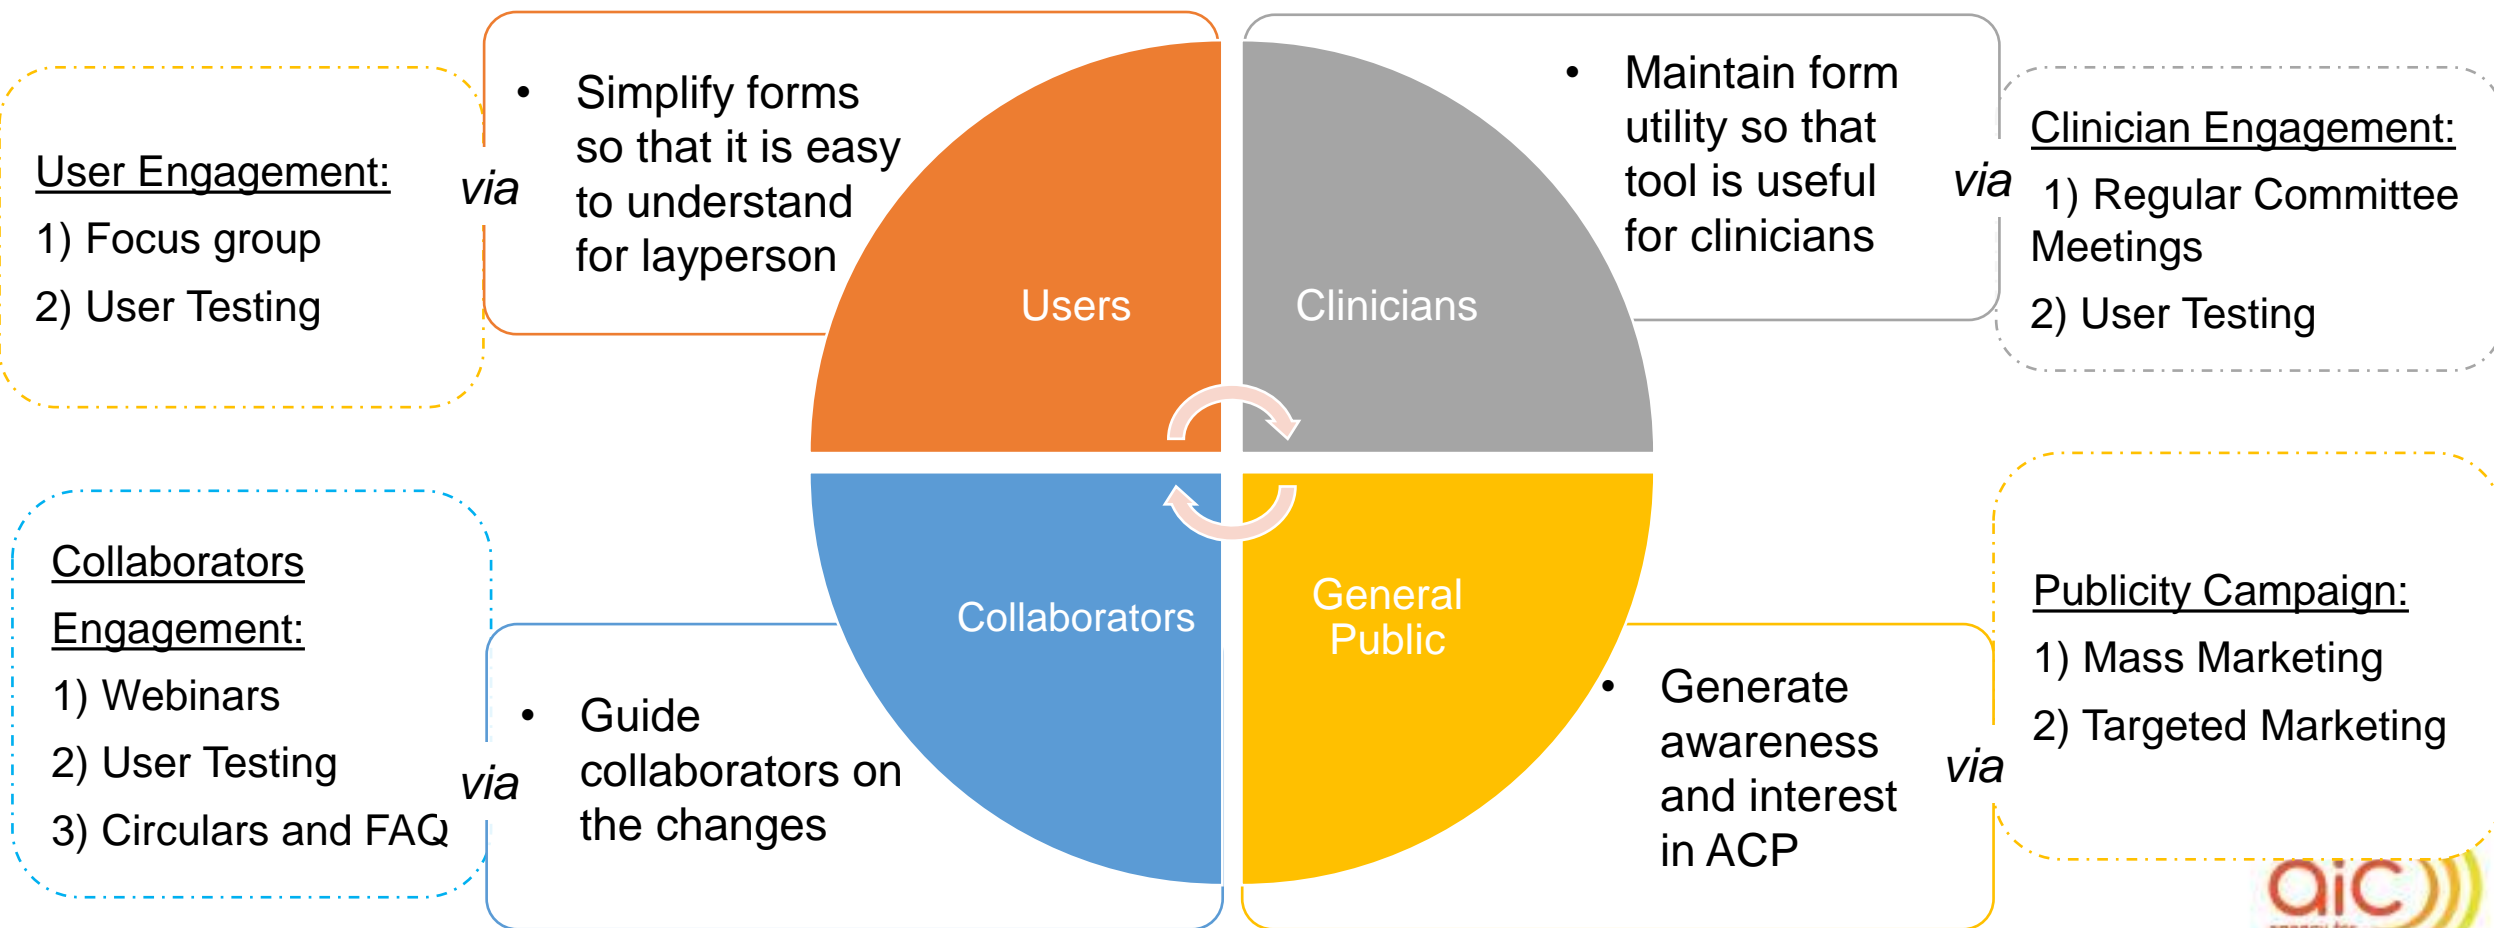 User Engagement:
1) Focus group
2) User Testing
via
• Simplify forms
so that it is easy
to understand
for layperson
Users
Clinicians
• Maintain form
utility so that
tool is useful
for clinicians
via
Clinician Engagement:
1) Regular Committee
Meetings
2) User Testing
Collaborators
Engagement:
1) Webinars
2) User Testing
3) Circulars and FAQ
via
• Guide
collaborators on
the changes
Collaborators
General
Public
• Generate
awareness
and interest
in ACP
via
Publicity Campaign:
1) Mass Marketing
2) Targeted Marketing
aic